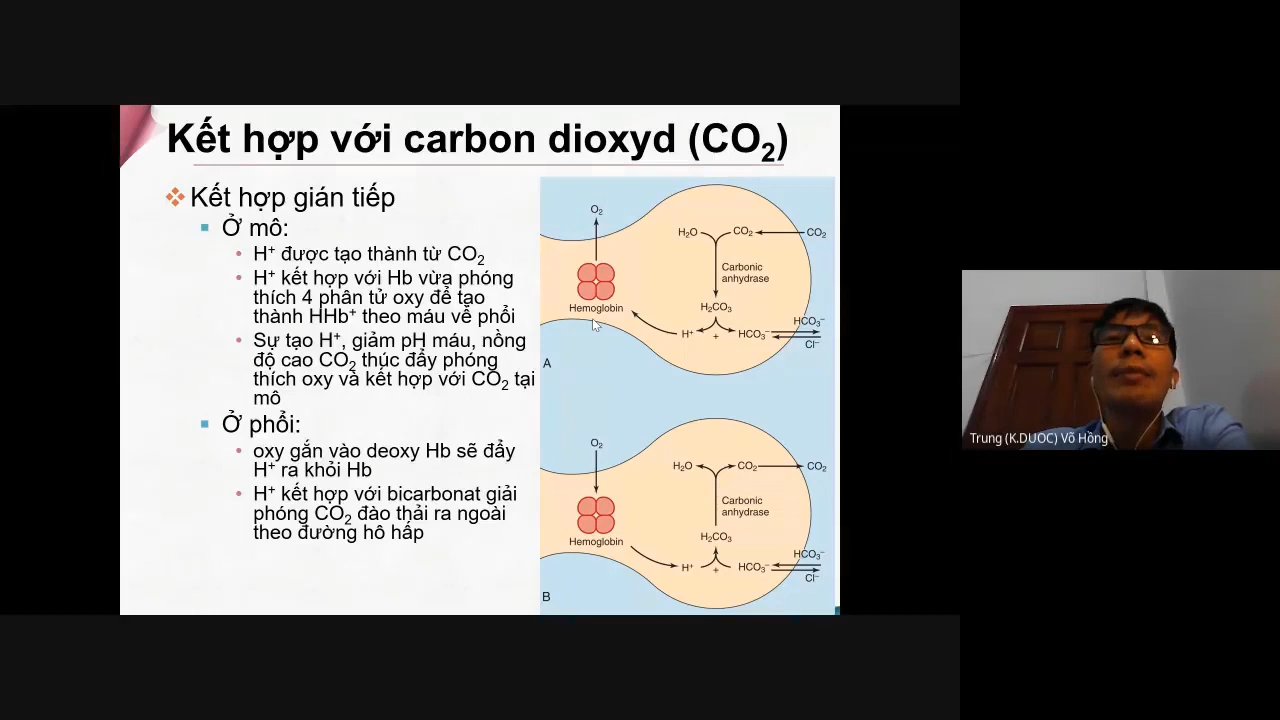 Kết hợp với carbon dioxyd (CO₂)
Kết hợp gián tiếp
Ở mô:
H⁺ được tạo thành từ CO₂
H⁺ kết hợp với Hb vừa phóng
thích 4 phân tử oxy để tạo
thành HHb⁺ theo máu về phổi
Sự tạo H⁺, giảm pH máu, nồng
độ cao CO₂ thúc đẩy phóng
thích oxy và kết hợp với CO₂ tại
mô
Ở phổi:
oxy gắn vào deoxy Hb sẽ đẩy
H⁺ ra khỏi Hb
H⁺ kết hợp với bicarbonat giải
phóng CO₂ đào thải ra ngoài
theo đường hô hấp
O₂
H₂O
CO₂
CO₂
Carbonic
anhydrase
Hemoglobin
H₂CO₃
H⁺
+
HCO₃⁻
HCO₃⁻
Cl⁻
A
O₂
H₂O
CO₂
CO₂
Carbonic
anhydrase
Hemoglobin
H₂CO₃
H⁺
+
HCO₃⁻
HCO₃⁻
Cl⁻
B
Trung (K.DUOC) Võ Hồng